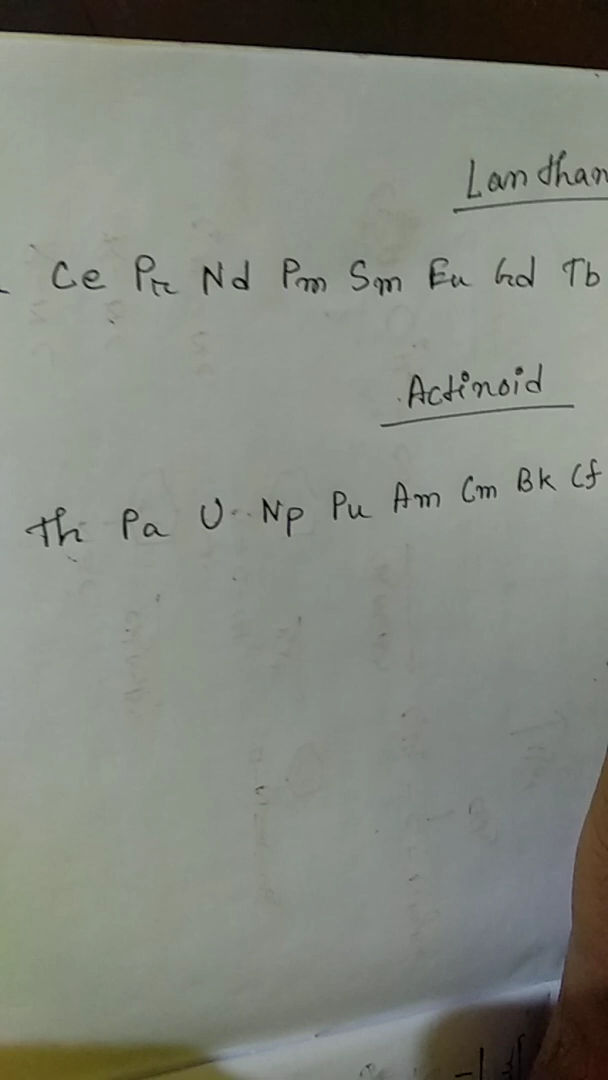 Lanthan
Ce Pr Nd Pm Sm Eu Gd Tb
Actinoid
Th Pa U Np Pu Am Cm Bk Cf